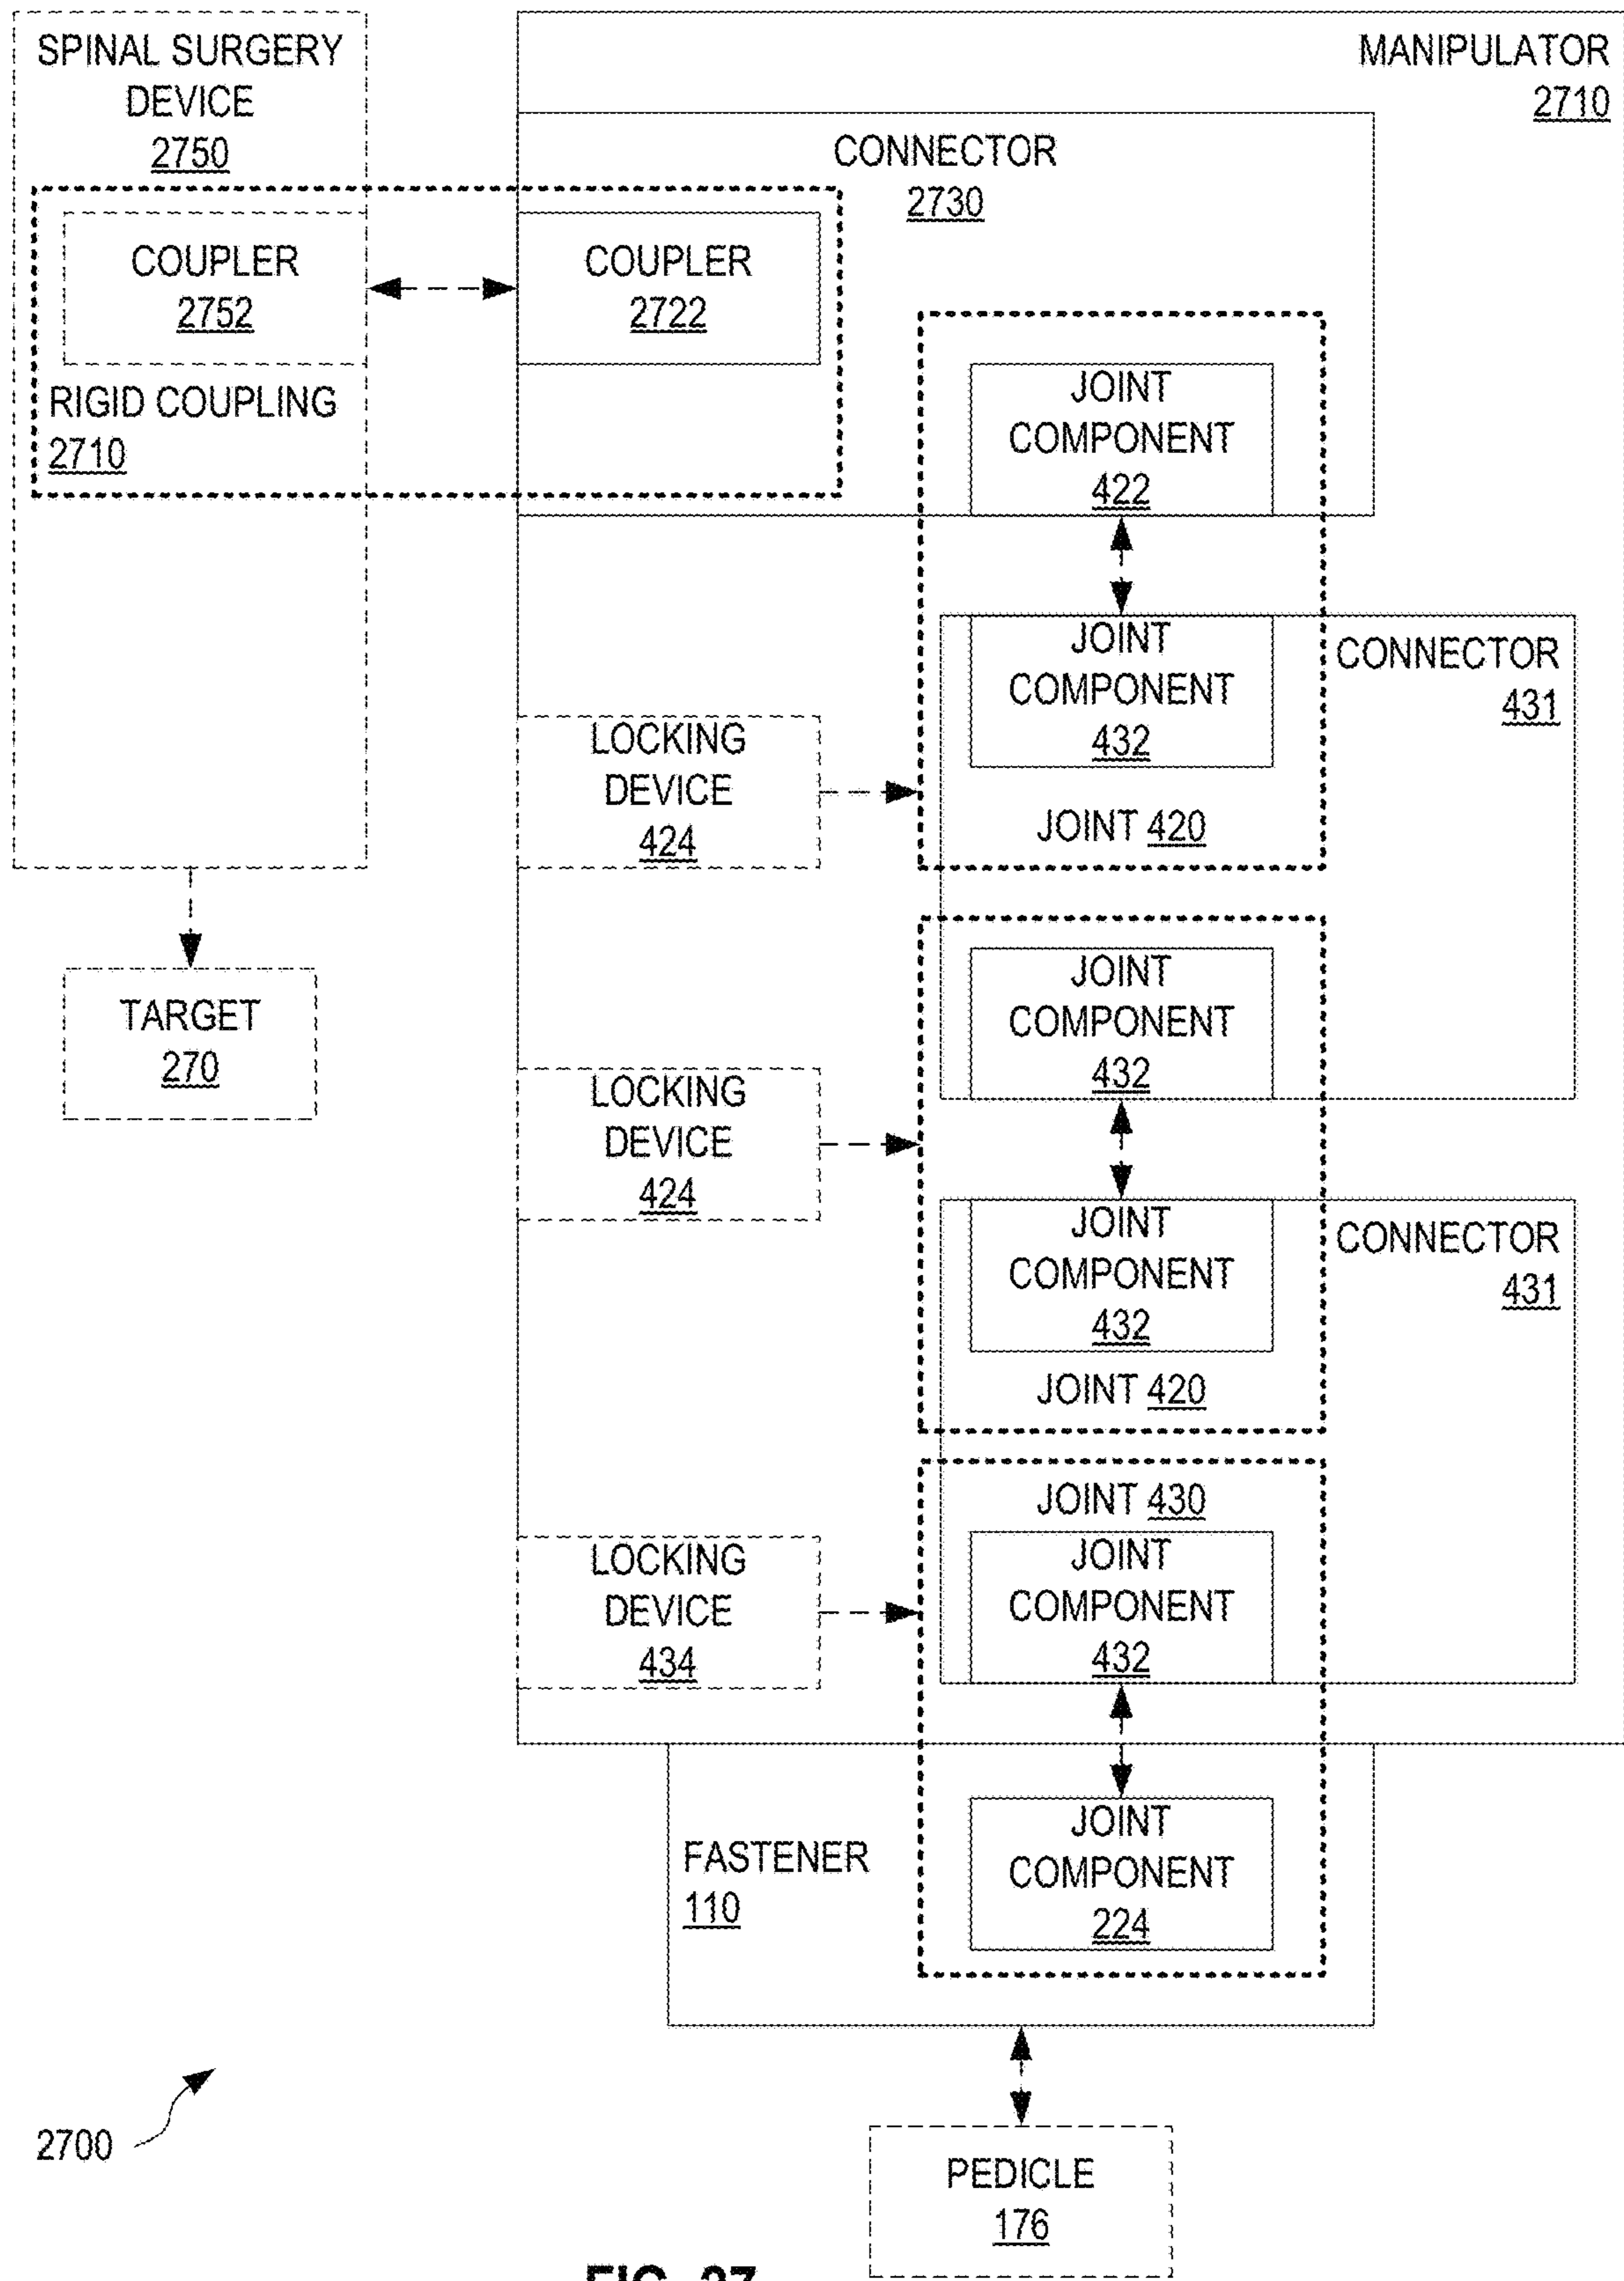 SPINAL SURGERY
DEVICE
2750
MANIPULATOR
2710
CONNECTOR
2730
COUPLER
2752
COUPLER
2722
RIGID COUPLING
2710
JOINT
COMPONENT
422
JOINT
COMPONENT
432
CONNECTOR
431
LOCKING
DEVICE
424
JOINT 420
TARGET
270
JOINT
COMPONENT
432
LOCKING
DEVICE
424
JOINT
COMPONENT
432
CONNECTOR
431
JOINT 420
JOINT 430
LOCKING
DEVICE
434
JOINT
COMPONENT
432
FASTENER
110
JOINT
COMPONENT
224
2700
PEDICLE
176
FIG. 27